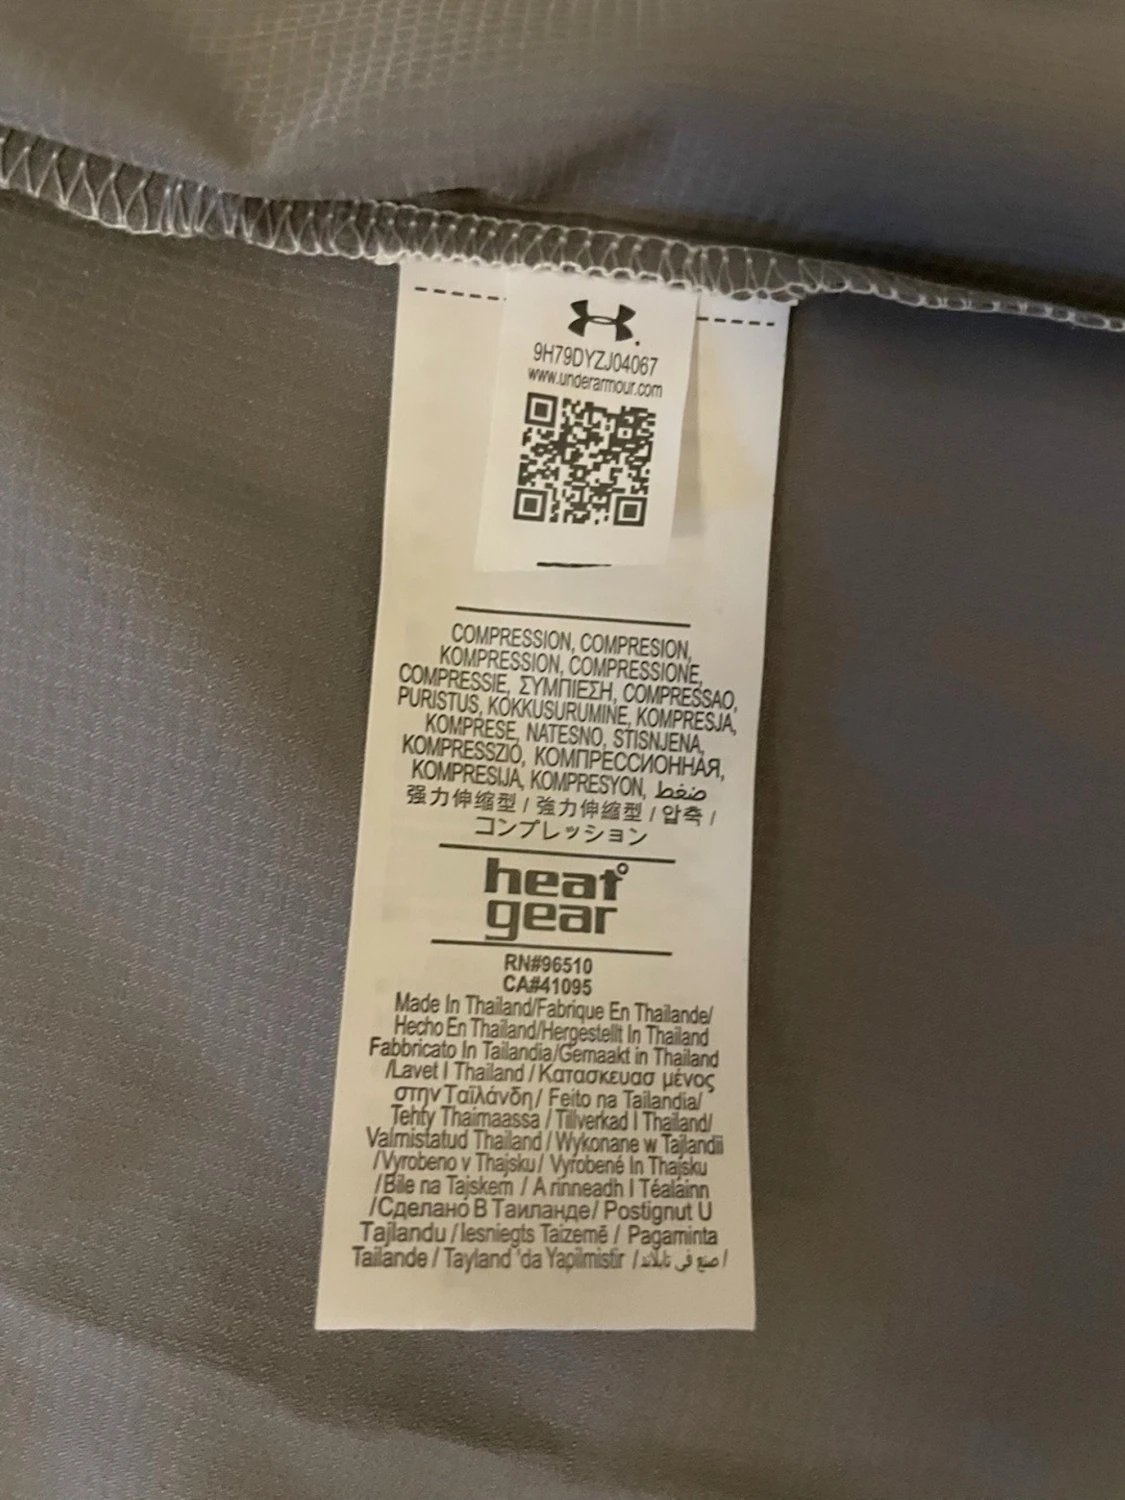 9H79DYZJ04067
www.underarmour.com
COMPRESSION, COMPRESION,
KOMPRESSION, COMPRESSIONE,
COMPRESSIE, ΣΥΜΠΙΕΣΗ, COMPRESSAO,
PURISTUS, KOKKUSURUMINE, KOMPRESJA,
KOMPRESE, NATESNO, STISNJENA,
KOMPRESSZIÓ, КОМПРЕССИОННАЯ,
KOMPRESIJA, KOMPRESYON, ضغط
强力伸缩型 / 強力伸縮型 / 압축 /
コンプレッション
heat
gear
RN#96510
CA#41095
Made In Thailand/Fabrique En Thailande/
Hecho En Thailand/Hergestellt In Thailand
Fabbricato In Tailandia/Gemaakt in Thailand
/Lavet I Thailand / Κατασκευασ μένος
στην Ταϊλάνδη / Feito na Tailandia/
Tehty Thaimaassa / Tillverkad I Thailand/
Valmistatud Thailand / Wykonane w Tajlandii
/Vyrobeno v Thajsku / Vyrobené In Thajsku
/Bile na Tajskem / A rinneadh I Téalainn
/Сделано В Таиланде/ Postignut U
Tajlandu / Iesniegts Taizemē / Pagaminta
Tailande / Tayland 'da Yapilmistir / صنع في تايلاند /